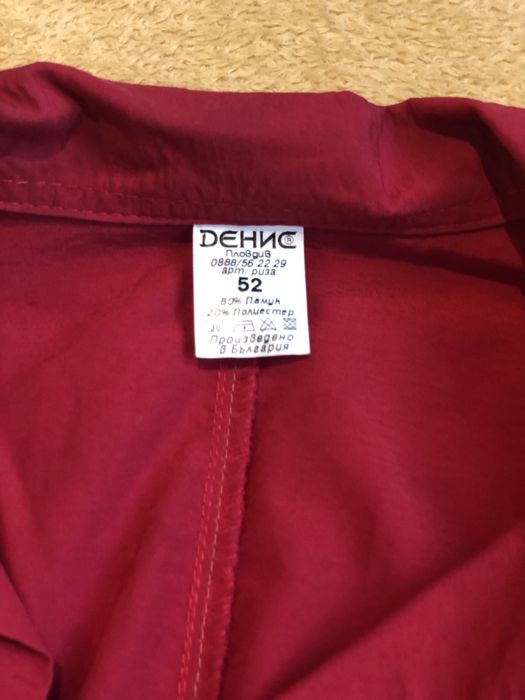 ДЕНИС ®
Пловдив
0888/56 22 29
арт. риза
52
80% Памук
20% Полиестер
Произведено
в България